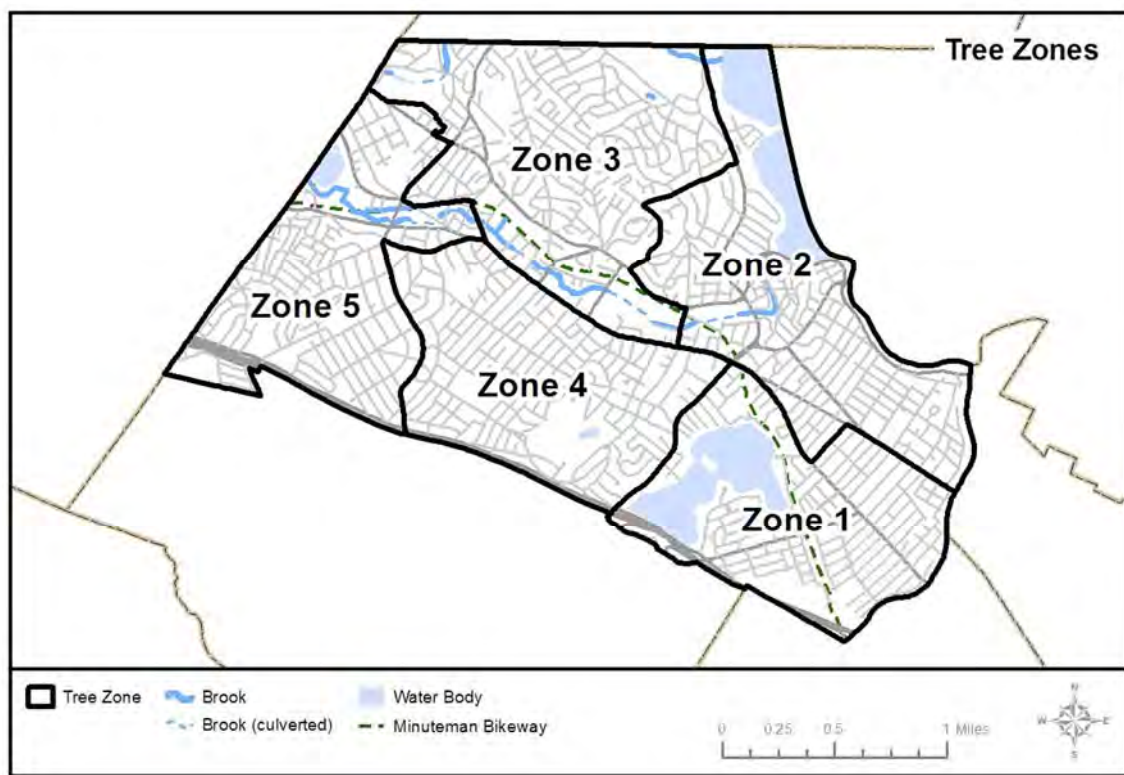 Tree Zones
Zone 3
Zone 2
Zone 5
Zone 4
Zone 1
Tree Zone
Brook
Water Body
Brook (culverted)
Minuteman Bikeway
0 0.25 0.5 1 Miles
N
W E
S